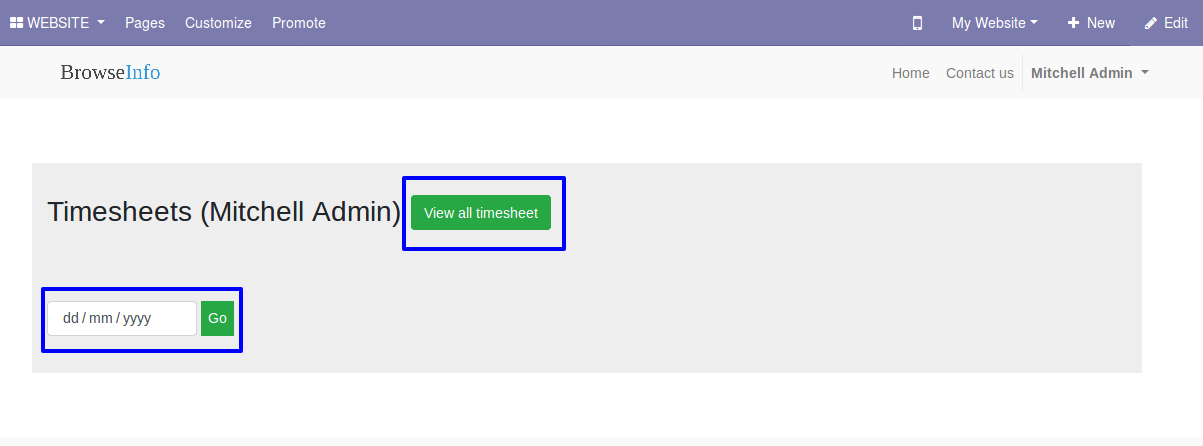 WEBSITE Pages Customize Promote My Website New Edit
BrowseInfo Home Contact us Mitchell Admin
Timesheets (Mitchell Admin) View all timesheet
dd / mm / yyyy Go